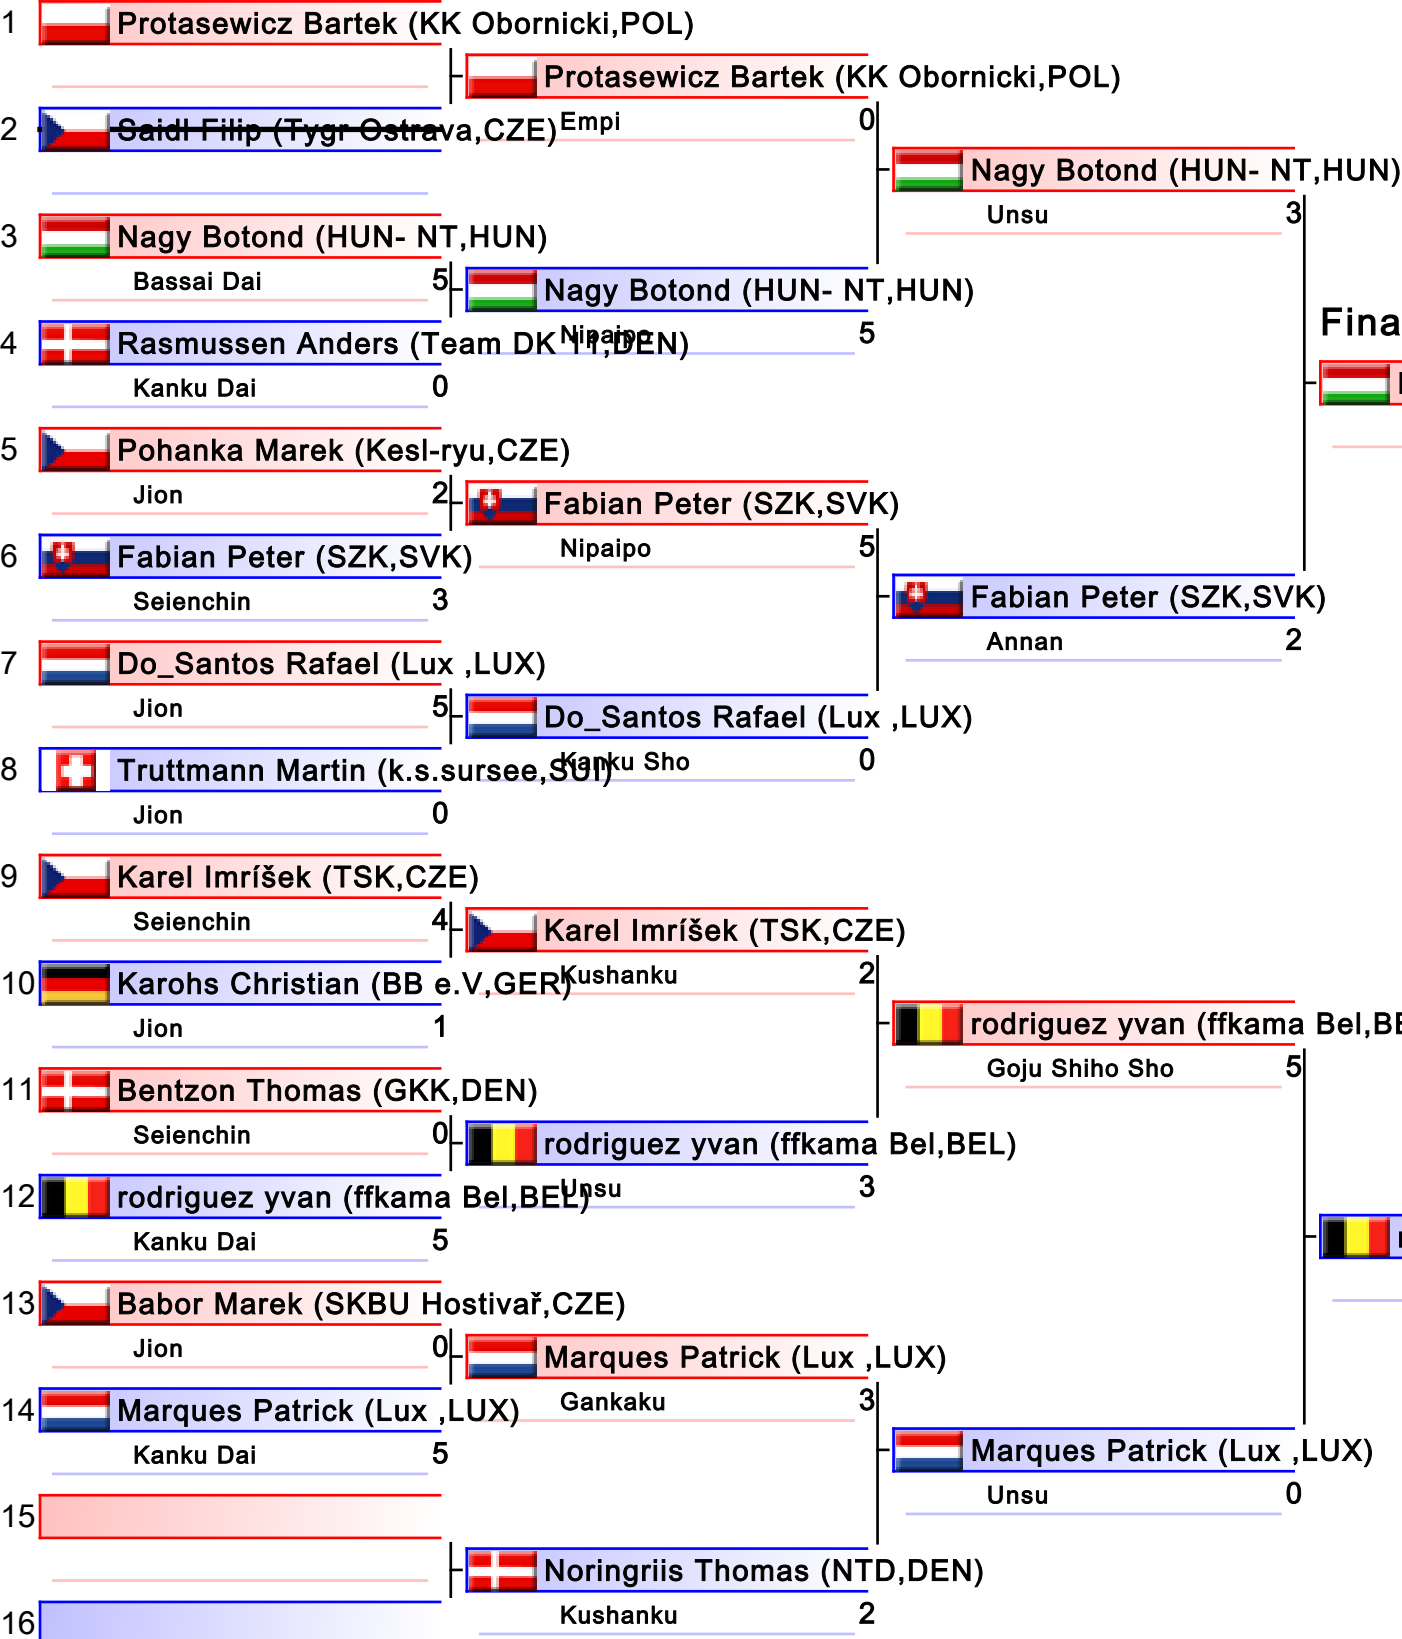 1 Protasewicz Bartek (KK Obornicki,POL)
2 Saidl Filip (Tygr Ostrava,CZE)
3 Nagy Botond (HUN- NT,HUN)
Bassai Dai 5
4 Rasmussen Anders (Team DK 11,DEN)
Kanku Dai 0
5 Pohanka Marek (Kesl-ryu,CZE)
Jion 2
6 Fabian Peter (SZK,SVK)
Seienchin 3
7 Do_Santos Rafael (Lux ,LUX)
Jion 5
8 Truttmann Martin (k.s.sursee,SUI)
Jion 0
9 Karel Imríšek (TSK,CZE)
Seienchin 4
10 Karohs Christian (BB e.V,GER)
Jion 1
11 Bentzon Thomas (GKK,DEN)
Seienchin 0
12 rodriguez yvan (ffkama Bel,BEL)
Kanku Dai 5
13 Babor Marek (SKBU Hostivař,CZE)
Jion 0
14 Marques Patrick (Lux ,LUX)
Kanku Dai 5
15
16
Protasewicz Bartek (KK Obornicki,POL)
Empi 0
Nagy Botond (HUN- NT,HUN)
Nipaipo 5
Fabian Peter (SZK,SVK)
Nipaipo 5
Do_Santos Rafael (Lux ,LUX)
Kanku Sho 0
Karel Imríšek (TSK,CZE)
Kushanku 2
rodriguez yvan (ffkama Bel,BEL)
Unsu 3
Marques Patrick (Lux ,LUX)
Gankaku 3
Noringriis Thomas (NTD,DEN)
Kushanku 2
Nagy Botond (HUN- NT,HUN)
Unsu 3
Fabian Peter (SZK,SVK)
Annan 2
rodriguez yvan (ffkama Bel,BE
Goju Shiho Sho 5
Marques Patrick (Lux ,LUX)
Unsu 0
Fina